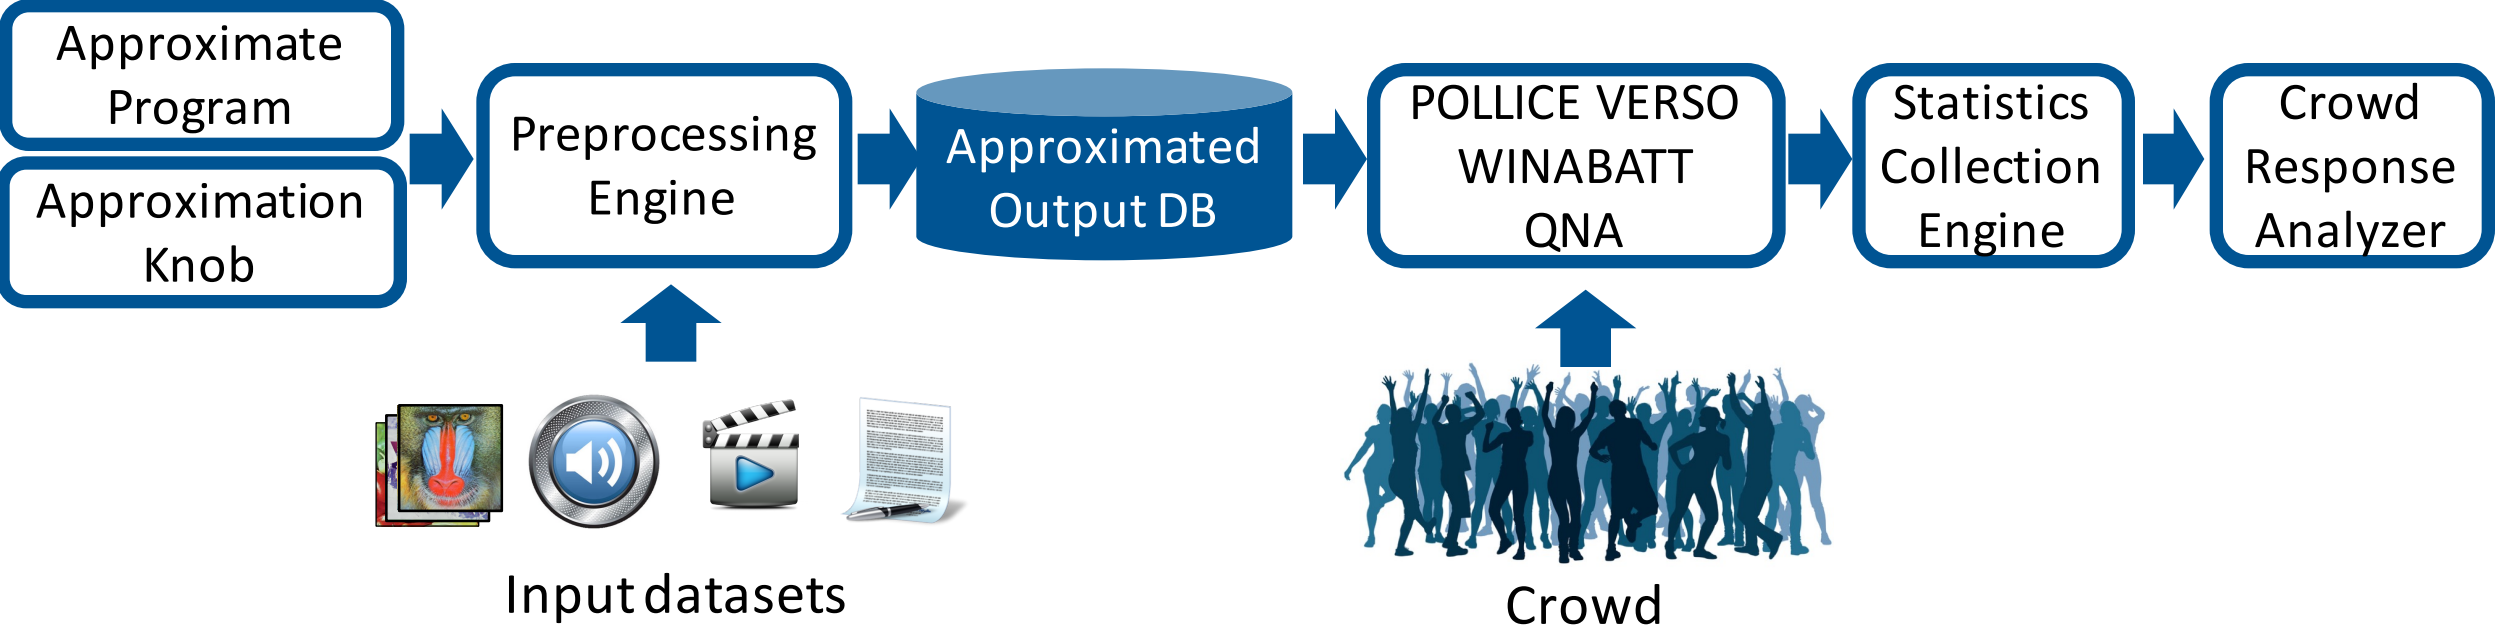 Approximate
Program
Approximation
Knob
Preprocessing
Engine
Approximated
Output DB
POLLICE VERSO
WINABATT
QNA
Statistics
Collection
Engine
Crowd
Response
Analyzer
Input datasets
Crowd